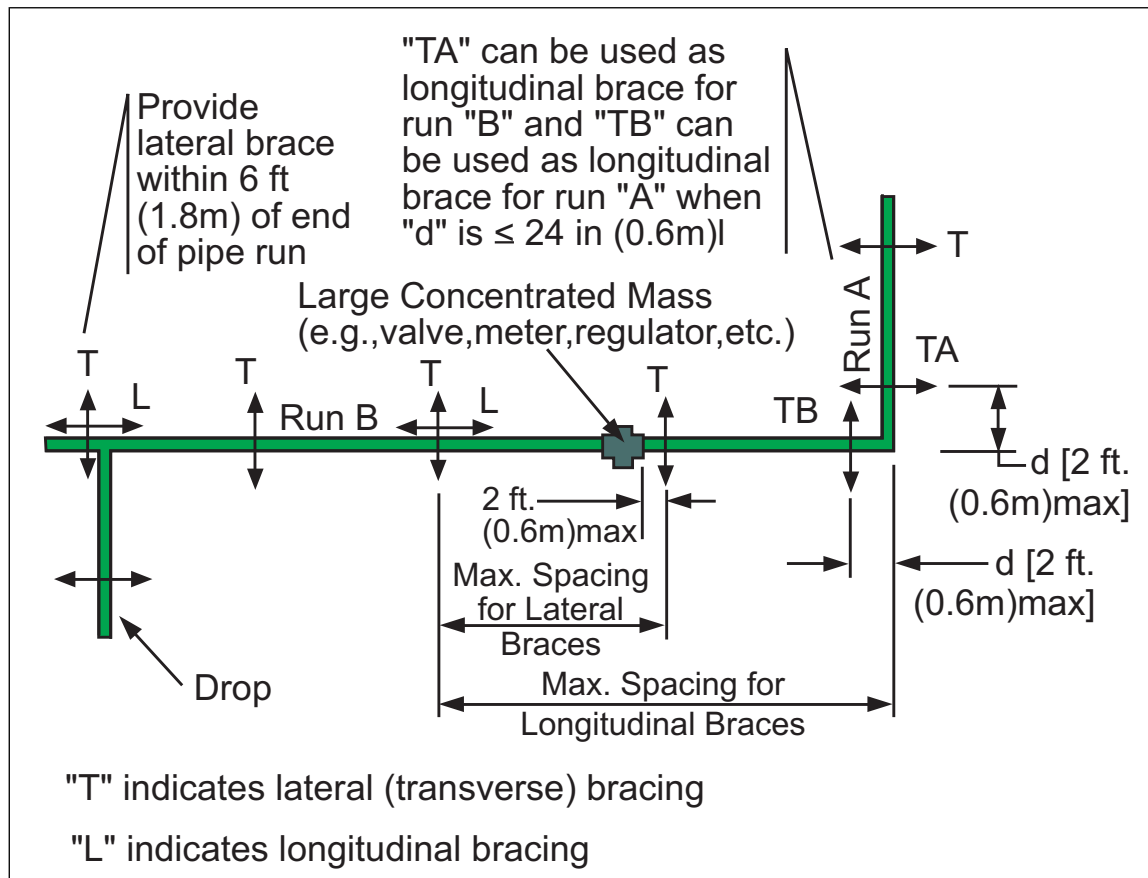 "TA" can be used as
longitudinal brace for
run "B" and "TB" can
be used as longitudinal
brace for run "A" when
"d" is ≤ 24 in (0.6m)l
Provide
lateral brace
within 6 ft
(1.8m) of end
of pipe run
Large Concentrated Mass
(e.g.,valve,meter,regulator,etc.)
T
Run A
TA
T
L
T
Run B
T
L
T
TB
d [2 ft.
(0.6m)max]
2 ft.
(0.6m)max
d [2 ft.
(0.6m)max]
Max. Spacing
for Lateral
Braces
Drop
Max. Spacing for
Longitudinal Braces
"T" indicates lateral (transverse) bracing
"L" indicates longitudinal bracing